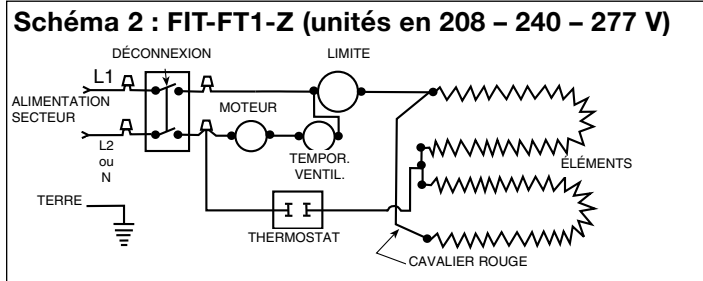 Schéma 2 : FIT-FT1-Z (unités en 208 – 240 – 277 V)
DÉCONNEXION
LIMITE
L1
ALIMENTATION
SECTEUR
MOTEUR
L2
ou
N
TEMPOR.
VENTIL.
ÉLÉMENTS
TERRE
THERMOSTAT
CAVALIER ROUGE